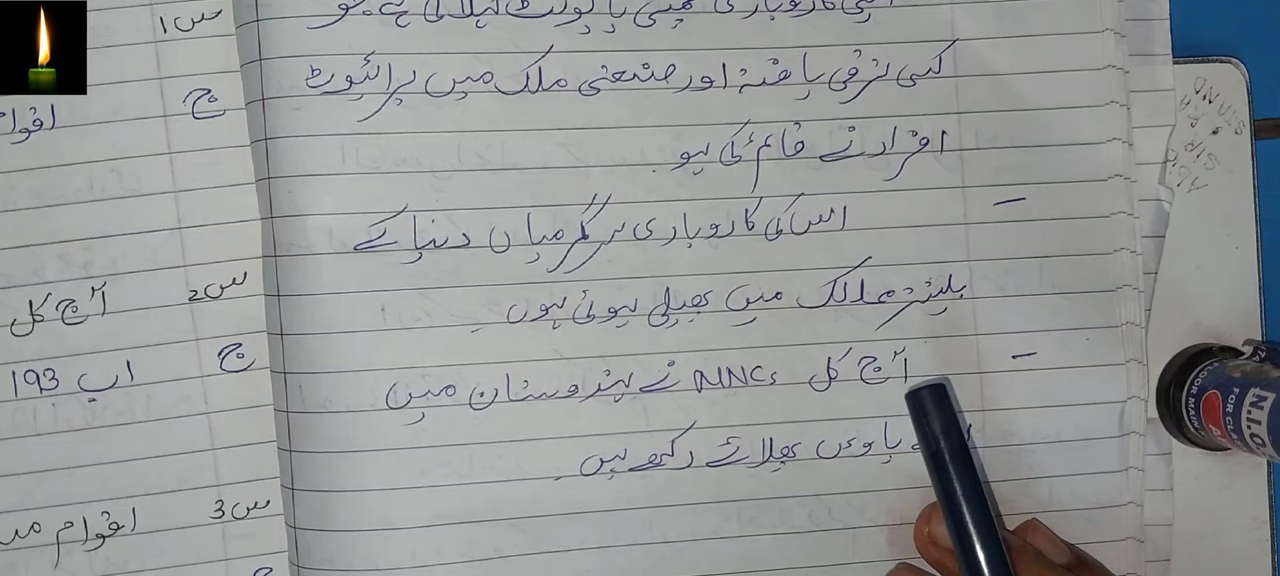 کسی ترقی یافتہ اور صنعتی ملک میں پرائیوٹ
افراد نے قائم کی ہو
- اس کی کاروباری سرگرمیاں دنیا کے
بیشتر ممالک میں پھیلی ہوئی ہوں۔
- آج کل MNCs نے ہندوستان میں
پاوں پھیلائے رکھے ہیں۔
س1
ج
س2 آج کل
ج اب 193
س3 اقوام
N.I.O